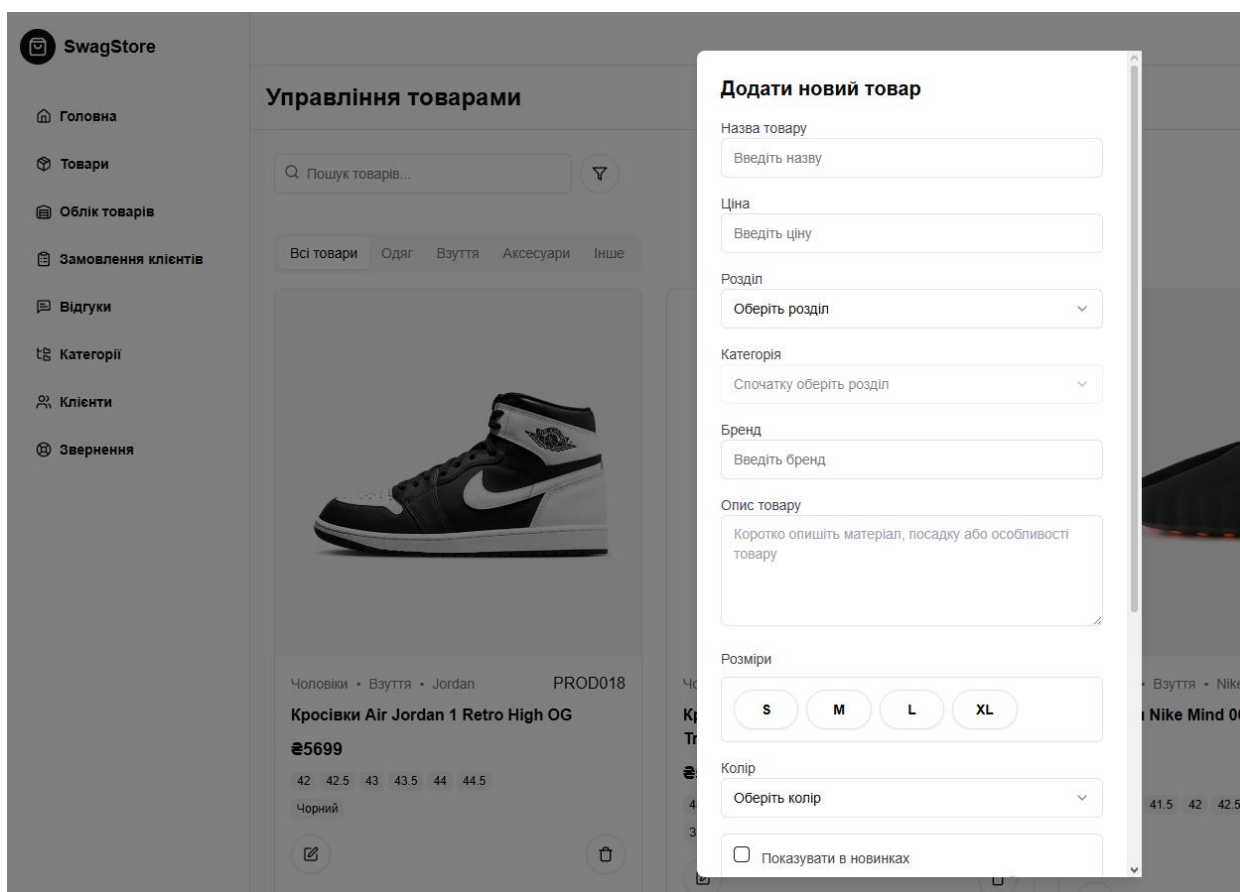 SwagStore
Головна
Товари
Облік товарів
Замовлення клієнтів
Відгуки
Категорії
Клієнти
Звернення
Управління товарами
Пошук товарів...
Всі товари Одяг Взуття Аксесуари Інше
Чоловіки • Взуття • Jordan PROD018
Кросівки Air Jordan 1 Retro High OG
₴5699
42 42.5 43 43.5 44 44.5
Чорний
Додати новий товар
Назва товару
Введіть назву
Ціна
Введіть ціну
Розділ
Оберіть розділ
Категорія
Спочатку оберіть розділ
Бренд
Введіть бренд
Опис товару
Коротко опишіть матеріал, посадку або особливості
товару
Розміри
S M L XL
Колір
Оберіть колір
Показувати в новинках
• Взуття • Nike
Nike Mind 00
41.5 42 42.5